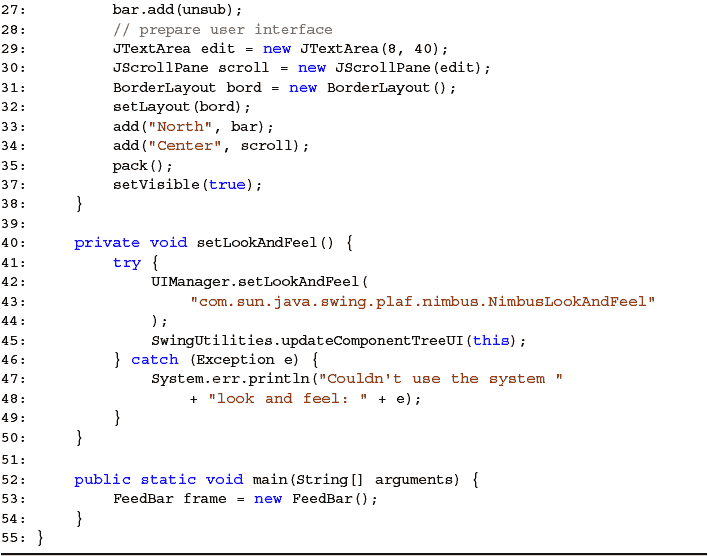 27:         bar.add(unsub);
28:         // prepare user interface
29:         JTextArea edit = new JTextArea(8, 40);
30:         JScrollPane scroll = new JScrollPane(edit);
31:         BorderLayout bord = new BorderLayout();
32:         setLayout(bord);
33:         add("North", bar);
34:         add("Center", scroll);
35:         pack();
37:         setVisible(true);
38:     }
39:
40:     private void setLookAndFeel() {
41:         try {
42:             UIManager.setLookAndFeel(
43:                 "com.sun.java.swing.plaf.nimbus.NimbusLookAndFeel"
44:             );
45:             SwingUtilities.updateComponentTreeUI(this);
46:         } catch (Exception e) {
47:             System.err.println("Couldn't use the system "
48:                 + "look and feel: " + e);
49:         }
50:     }
51:
52:     public static void main(String[] arguments) {
53:         FeedBar frame = new FeedBar();
54:     }
55: }